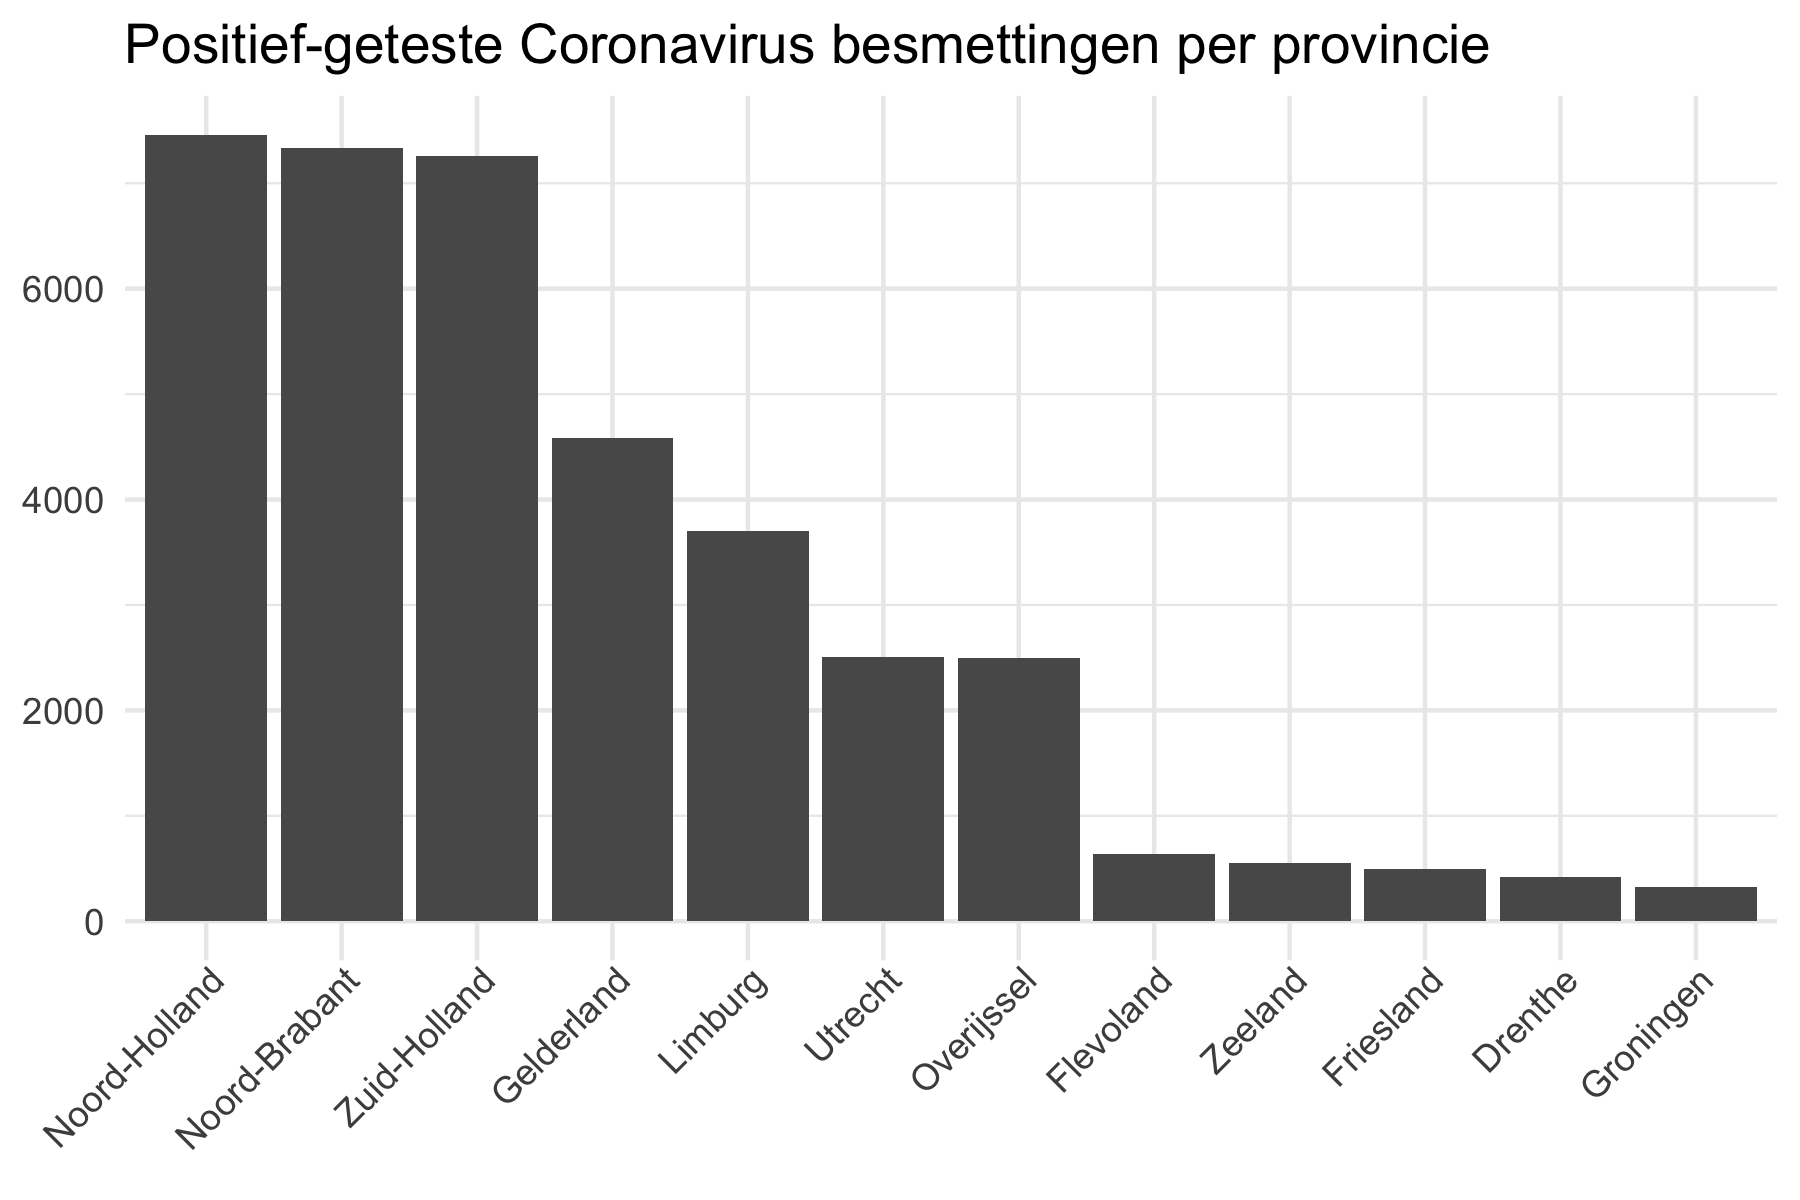 Positief-geteste Coronavirus besmettingen per provincie
6000
4000
2000
0
Noord-Holland
Noord-Brabant
Zuid-Holland
Gelderland
Limburg
Utrecht
Overijssel
Flevoland
Zeeland
Friesland
Drenthe
Groningen